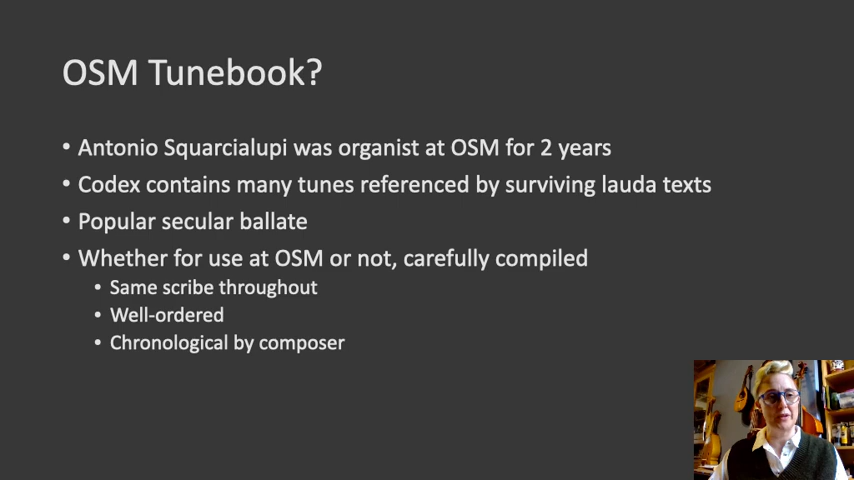 OSM Tunebook?
• Antonio Squarcialupi was organist at OSM for 2 years
• Codex contains many tunes referenced by surviving lauda texts
• Popular secular ballate
• Whether for use at OSM or not, carefully compiled
• Same scribe throughout
• Well-ordered
• Chronological by composer